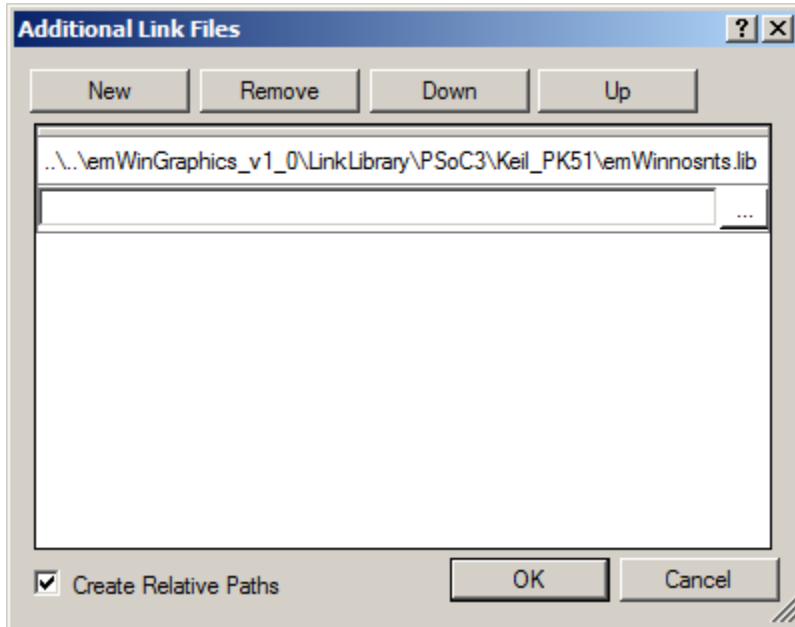 Additional Link Files
New Remove Down Up
..\..\emWinGraphics_v1_0\LinkLibrary\PSoC3\Keil_PK51\emWinnosnts.lib
...
Create Relative Paths OK Cancel